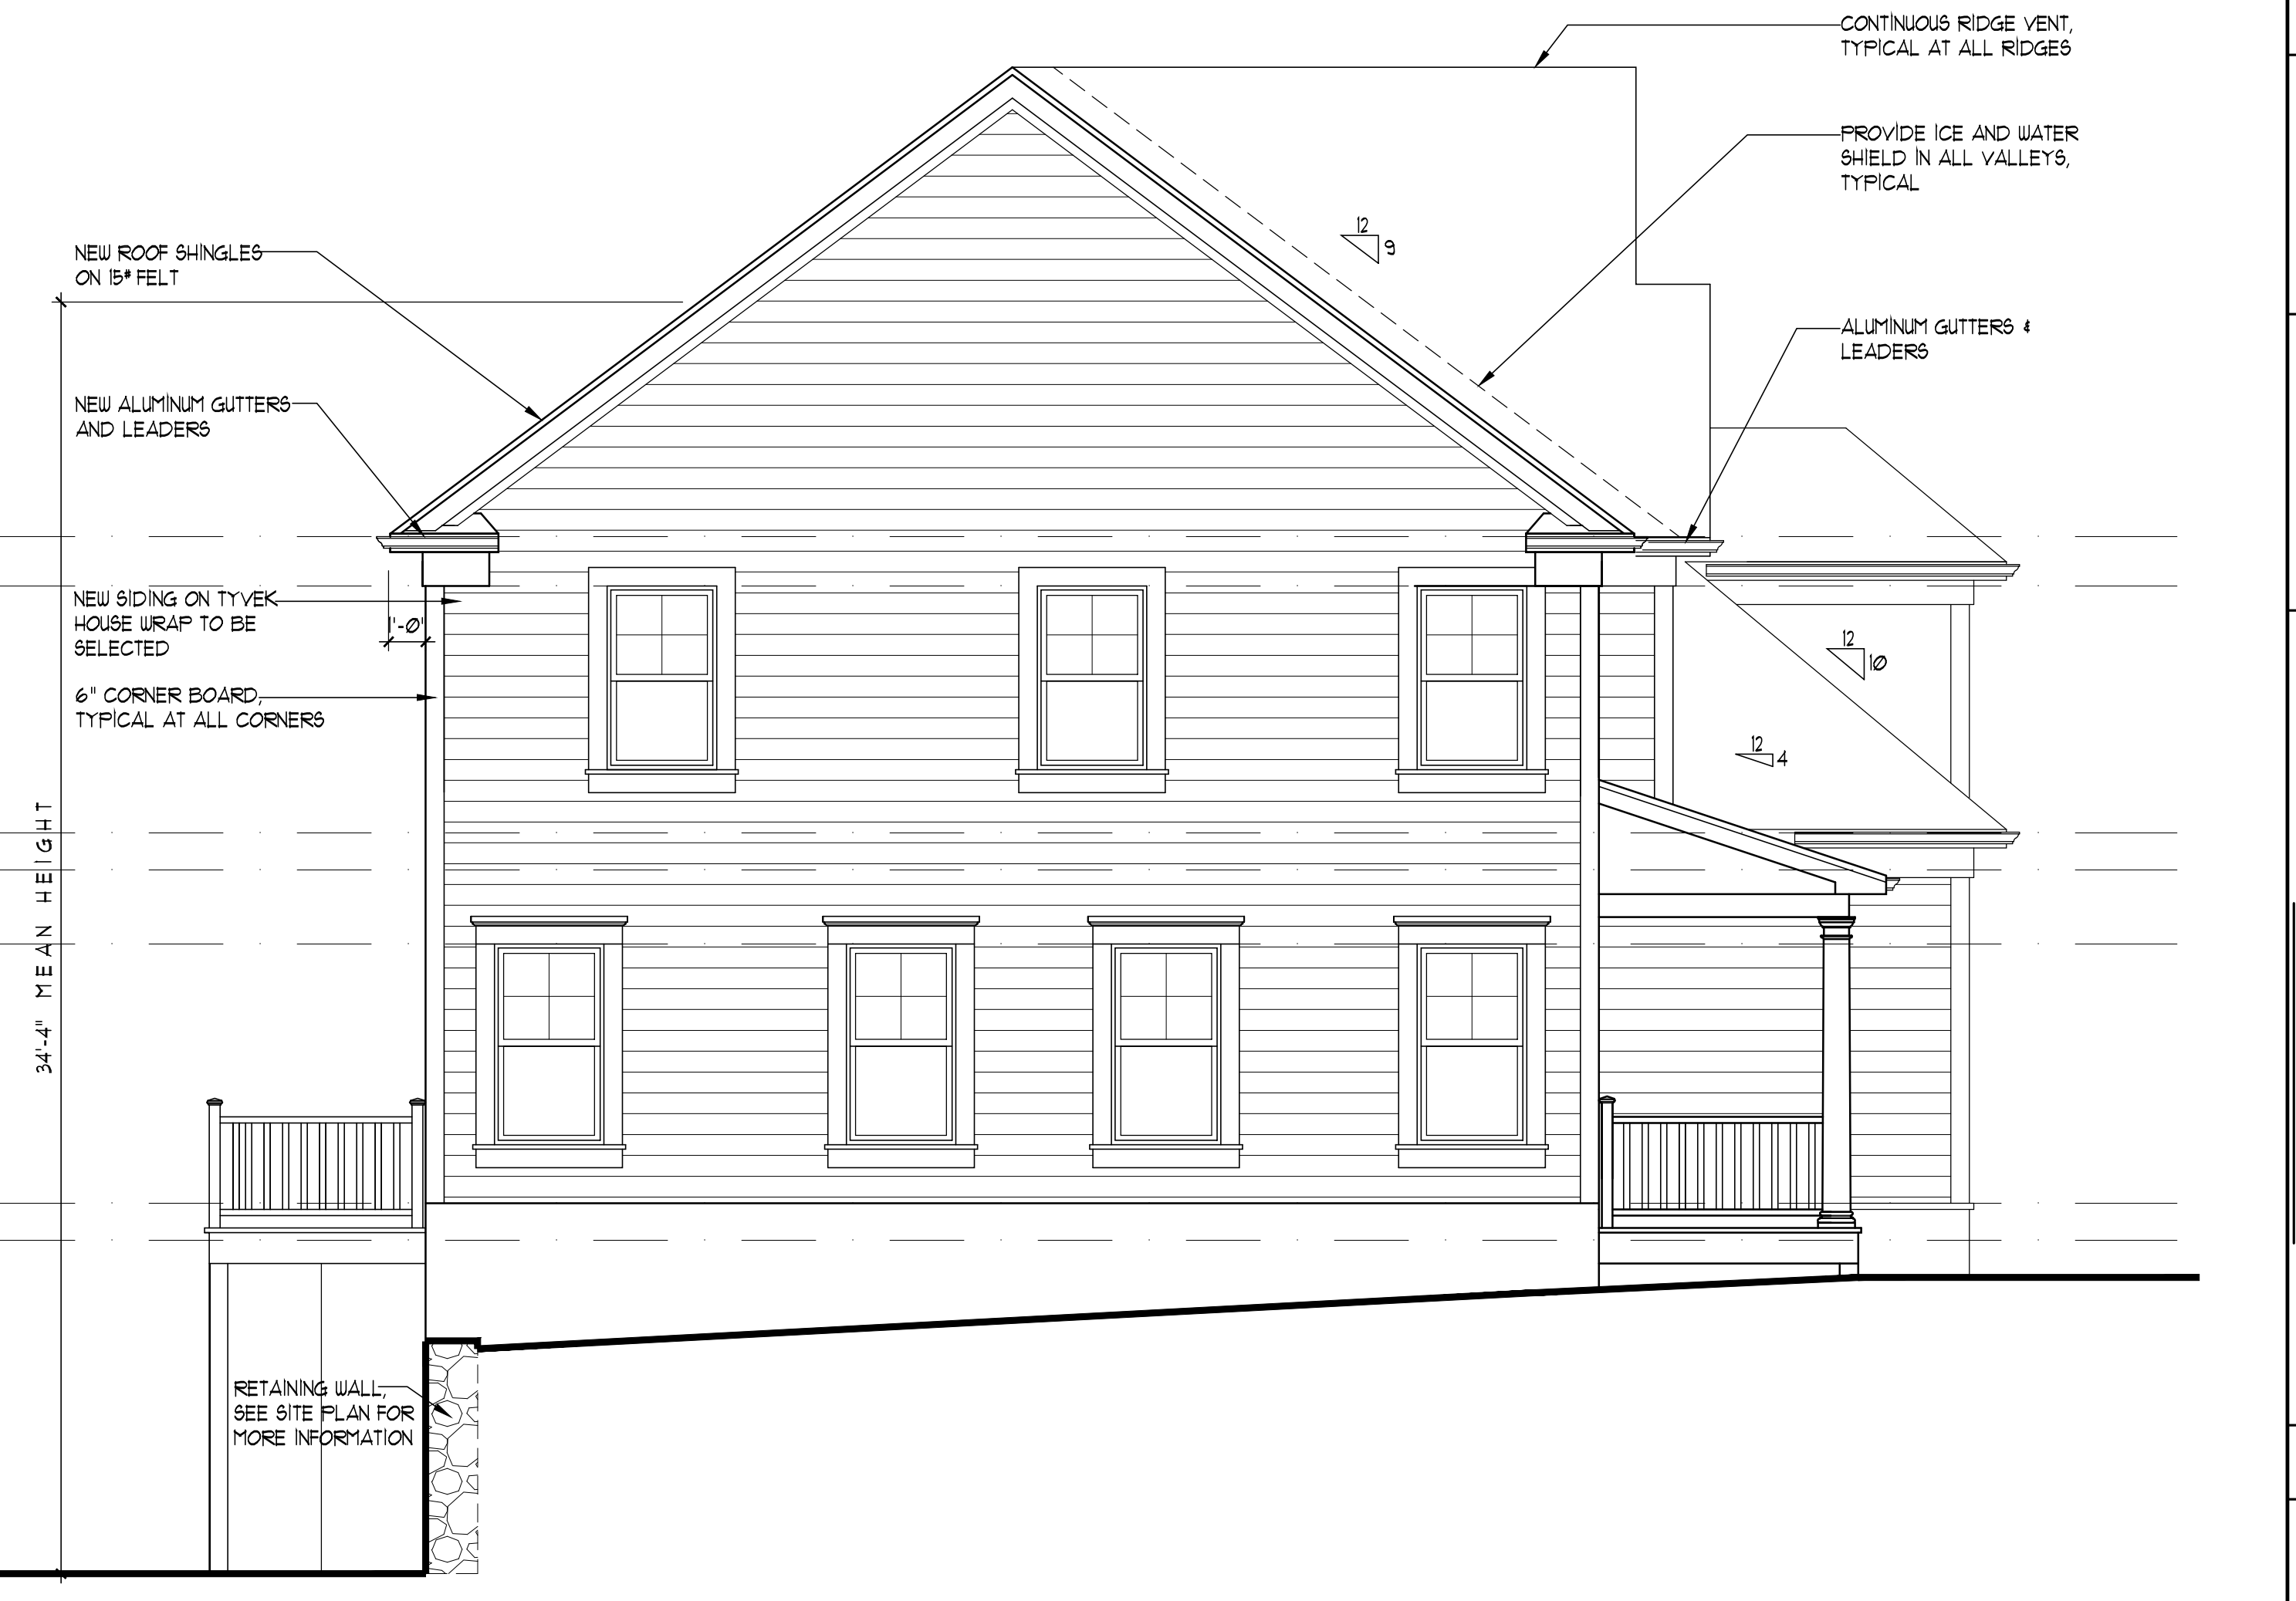 CONTINUOUS RIDGE VENT,
TYPICAL AT ALL RIDGES
PROVIDE ICE AND WATER
SHIELD IN ALL VALLEYS,
TYPICAL
12
9
NEW ROOF SHINGLES
ON 15# FELT
ALUMINUM GUTTERS &
LEADERS
NEW ALUMINUM GUTTERS
AND LEADERS
NEW SIDING ON TYVEK
HOUSE WRAP TO BE
SELECTED
1'-0"
12
10
6" CORNER BOARD,
TYPICAL AT ALL CORNERS
12
4
34'-4" MEAN HEIGHT
RETAINING WALL,
SEE SITE PLAN FOR
MORE INFORMATION